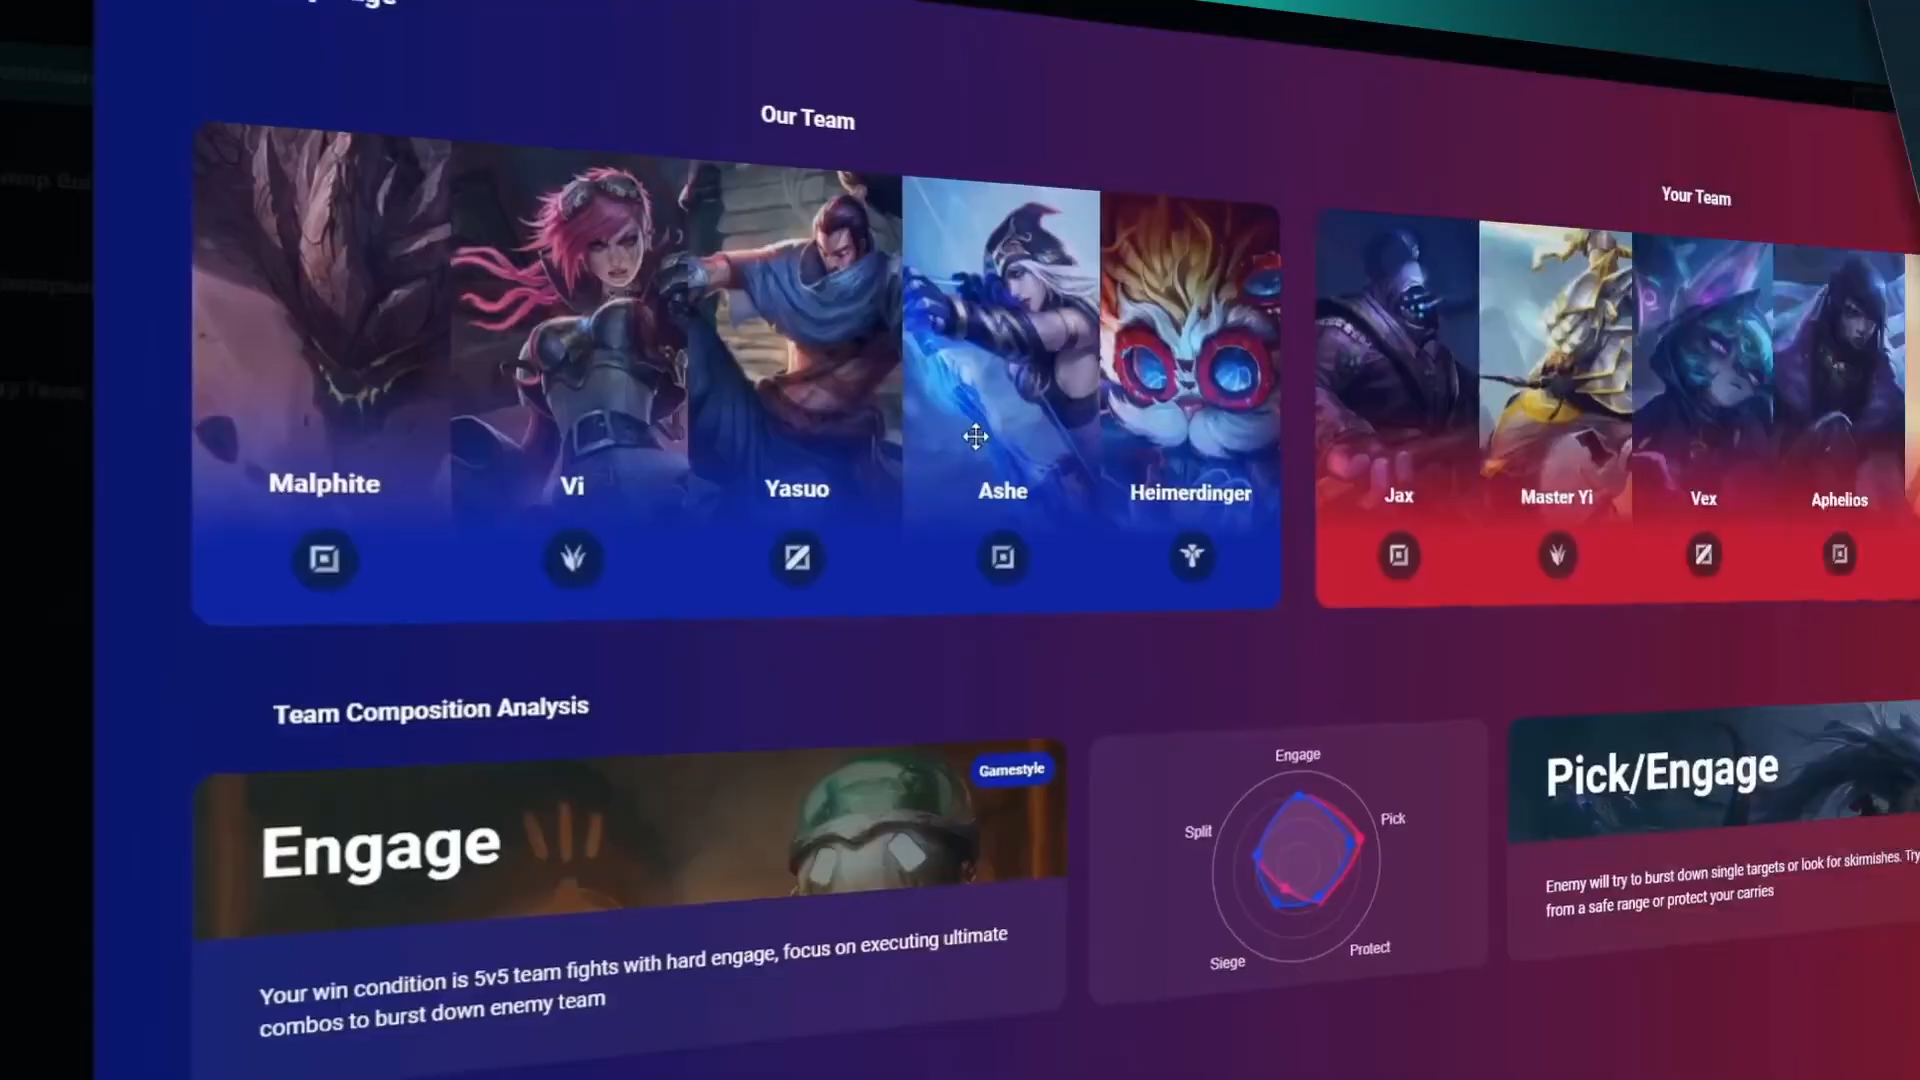 Our Team
Your Team
Malphite
Vi
Yasuo
Ashe
Heimerdinger
Jax
Master Yi
Vex
Aphelios
Team Composition Analysis
Gamestyle
Engage
Your win condition is 5v5 team fights with hard engage, focus on executing ultimate
combos to burst down enemy team
Engage
Pick
Protect
Siege
Split
Pick/Engage
Enemy will try to burst down single targets or look for skirmishes. Try
from a safe range or protect your carries